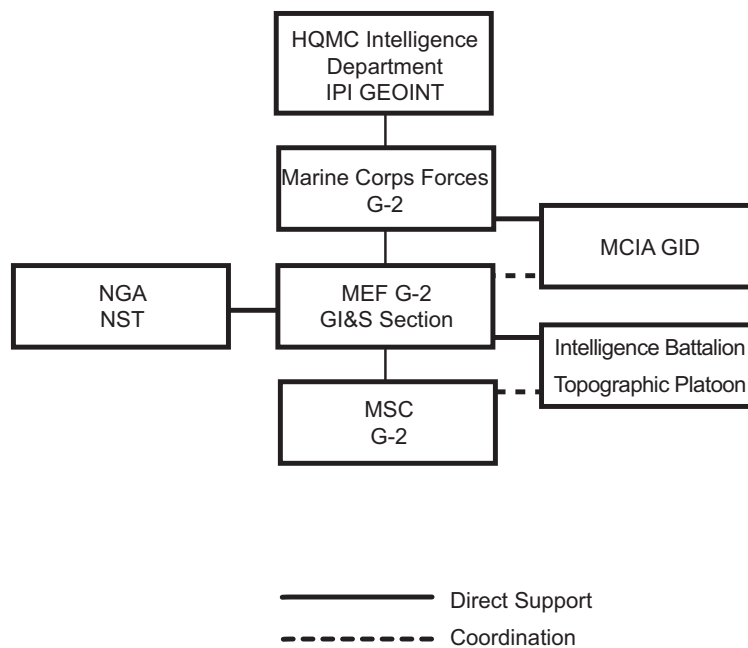 HQMC Intelligence
Department
IPI GEOINT
Marine Corps Forces
G-2
MCIA GID
NGA
NST
MEF G-2
GI&S Section
Intelligence Battalion
Topographic Platoon
MSC
G-2
Direct Support
Coordination